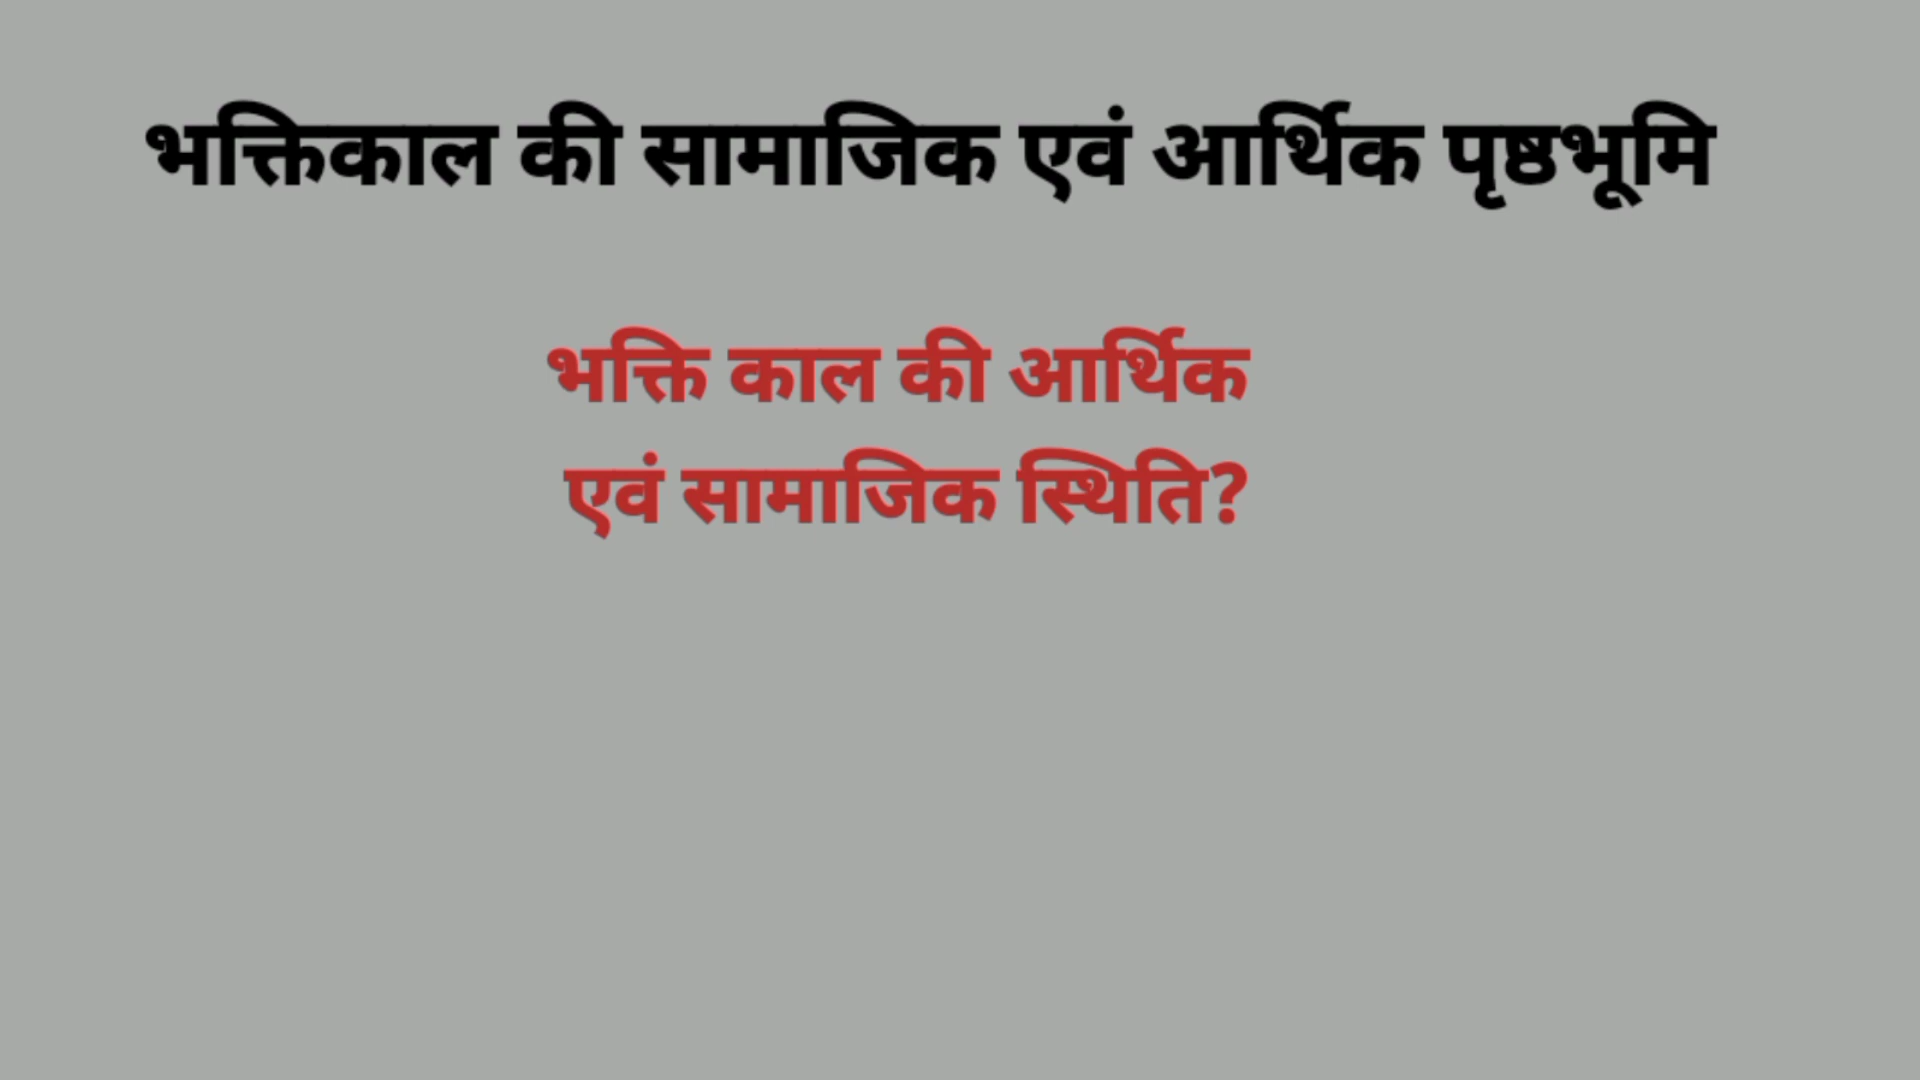 भक्तिकाल की सामाजिक एवं आर्थिक पृष्ठभूमि
भक्ति काल की आर्थिक
एवं सामाजिक स्थिति?